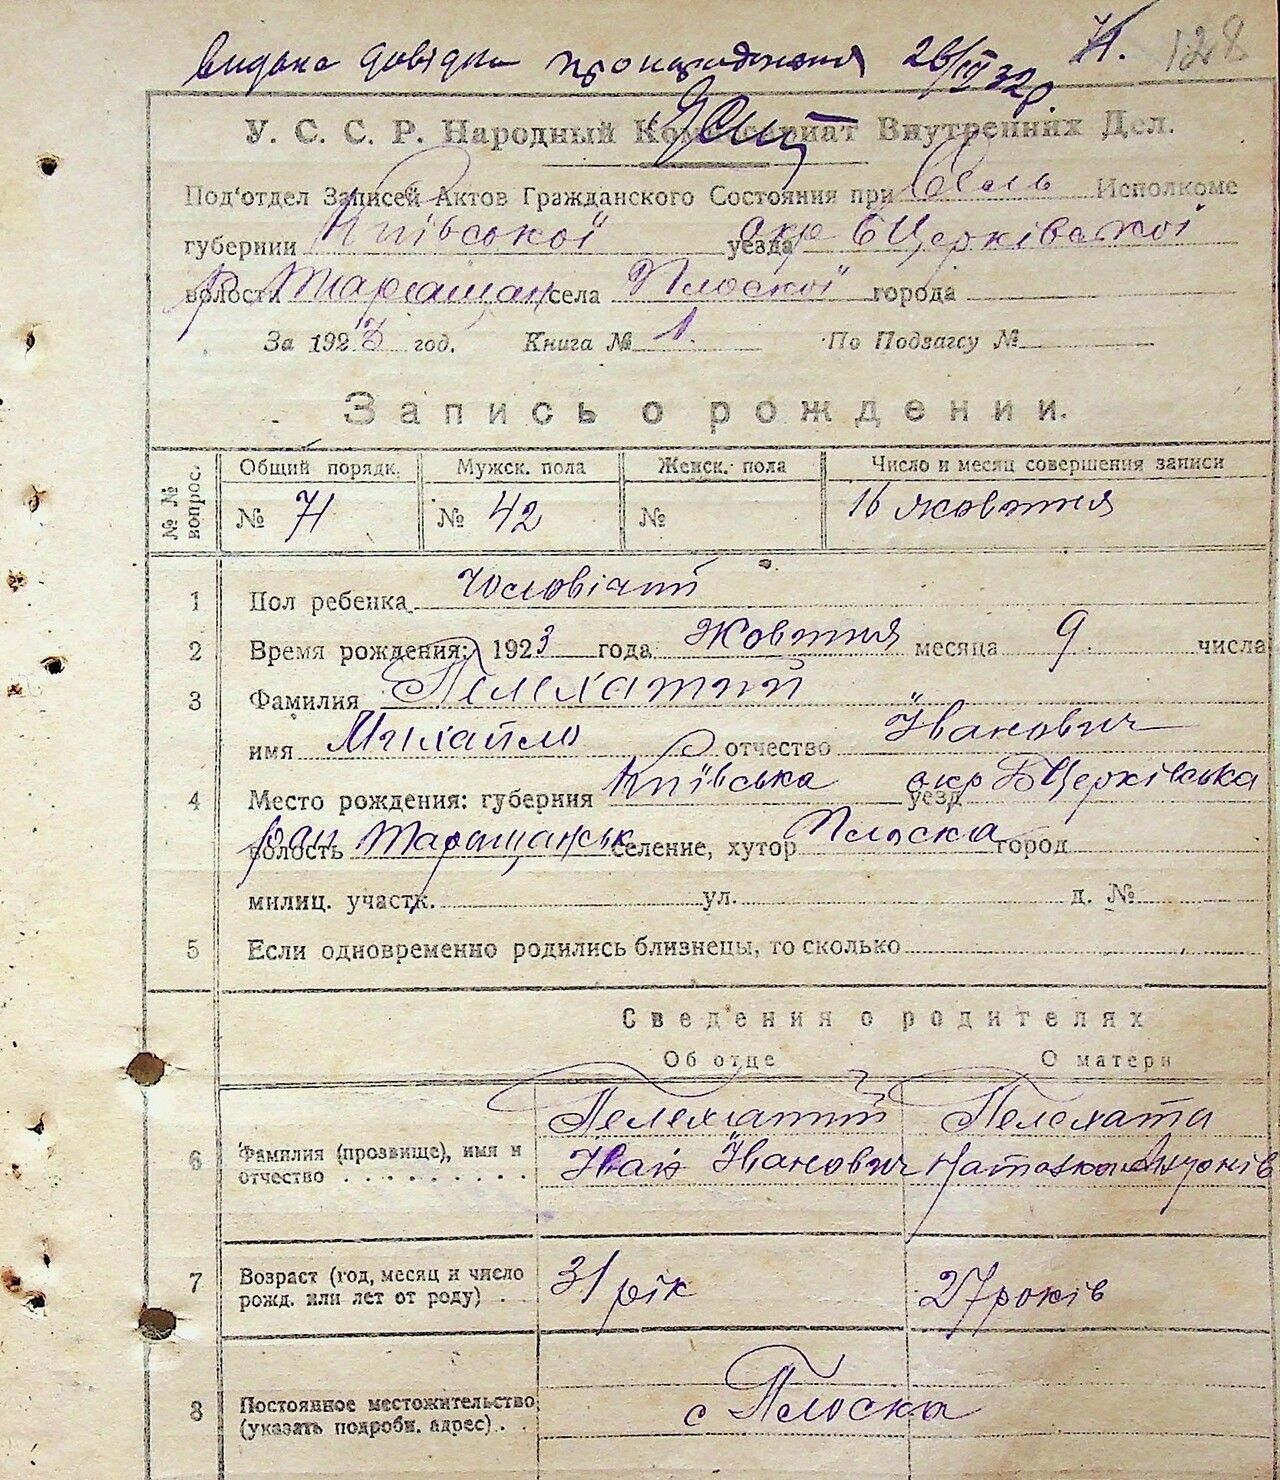 видана довідка про народження 26/III 32 р.
71.
128
У. С. С. Р. Народный Комиссариат Внутренних Дел.
Под'отдел Записей Актов Гражданского Состояния при Сель Исполкоме
губернии Київської уезда окр БЦерківської
волости р Таращан села Плоскої города
За 1923 год. Книга № 1. По Подзагсу №
Запись о рождении.
№ № вопрос.
Общий порядк. Мужск. пола Женск. пола Число и месяц совершения записи
№ 71 № 42 № 16 жовтня
1 Пол ребенка Чоловічий
2 Время рождения: 1923 года Жовтня месяца 9 числа
3 Фамилия Пелехатий
имя Михайло отчество Іванович
4 Место рождения: губерния Київська уезд окр БЦерківська
волость рай Таращанськ селение, хутор Плоска город
милиц. участк. ул. д. №
5 Если одновременно родились близнецы, то сколько
Сведения о родителях
Об отце О матери
Пелехатий Пелехата
6 Фамилия (прозвище), имя и Іван Іванович Наталка
отчество
7 Возраст (год, месяц и число 31 рік 27 років
рожд. или лет от роду)
8 Постоянное местожительство с Плоска
(указать подробн. адрес)